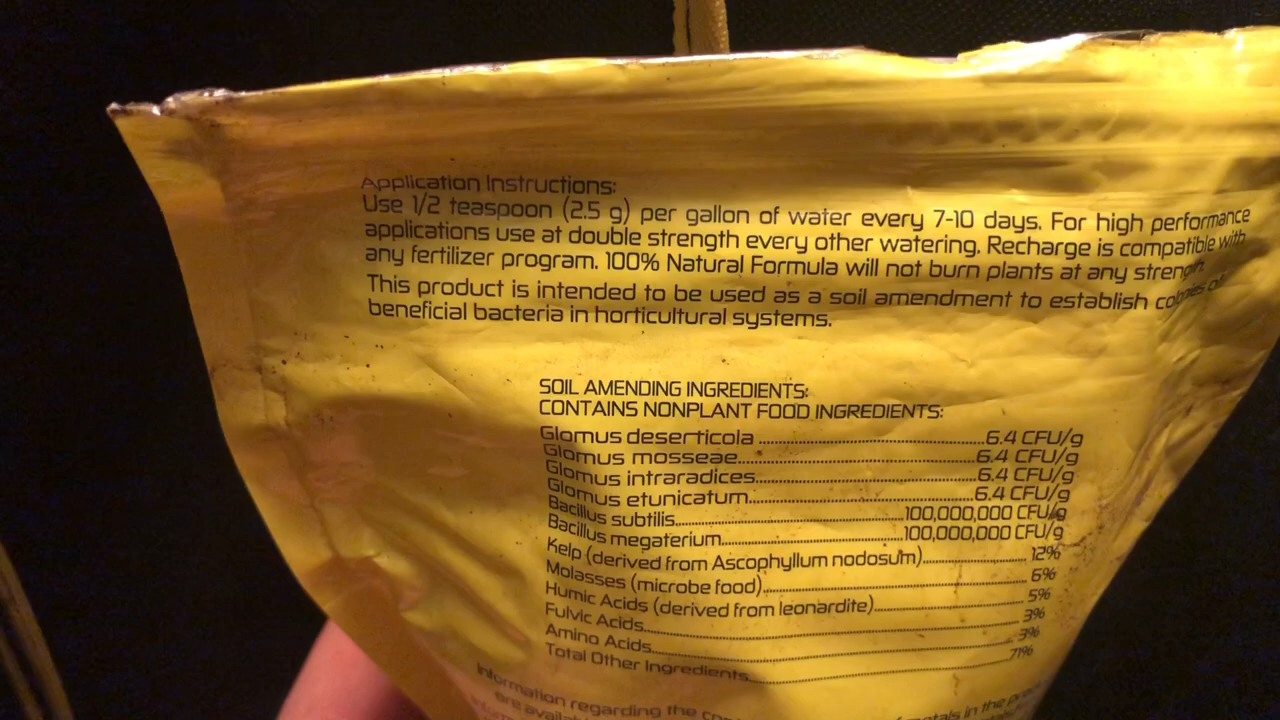 Application Instructions:
Use 1/2 teaspoon (2.5 g) per gallon of water every 7-10 days. For high performance
applications use at double strength every other watering. Recharge is compatible with
any fertilizer program. 100% Natural Formula will not burn plants at any strength.
This product is intended to be used as a soil amendment to establish colonies of
beneficial bacteria in horticultural systems.
SOIL AMENDING INGREDIENTS:
CONTAINS NONPLANT FOOD INGREDIENTS:
Glomus deserticola ........ 6.4 CFU/g
Glomus mosseae ........ 6.4 CFU/g
Glomus intraradices ........ 6.4 CFU/g
Glomus etunicatum ........ 6.4 CFU/g
Bacillus subtilis ........ 100,000,000 CFU/g
Bacillus megaterium ........ 100,000,000 CFU/g
Kelp (derived from Ascophyllum nodosum) ........ 12%
Molasses (microbe food) ........ 6%
Humic Acids (derived from leonardite) ........ 5%
Fulvic Acids ........ 3%
Amino Acids ........ 3%
Total Other Ingredients ........ 71%
Information regarding the metals in the
are